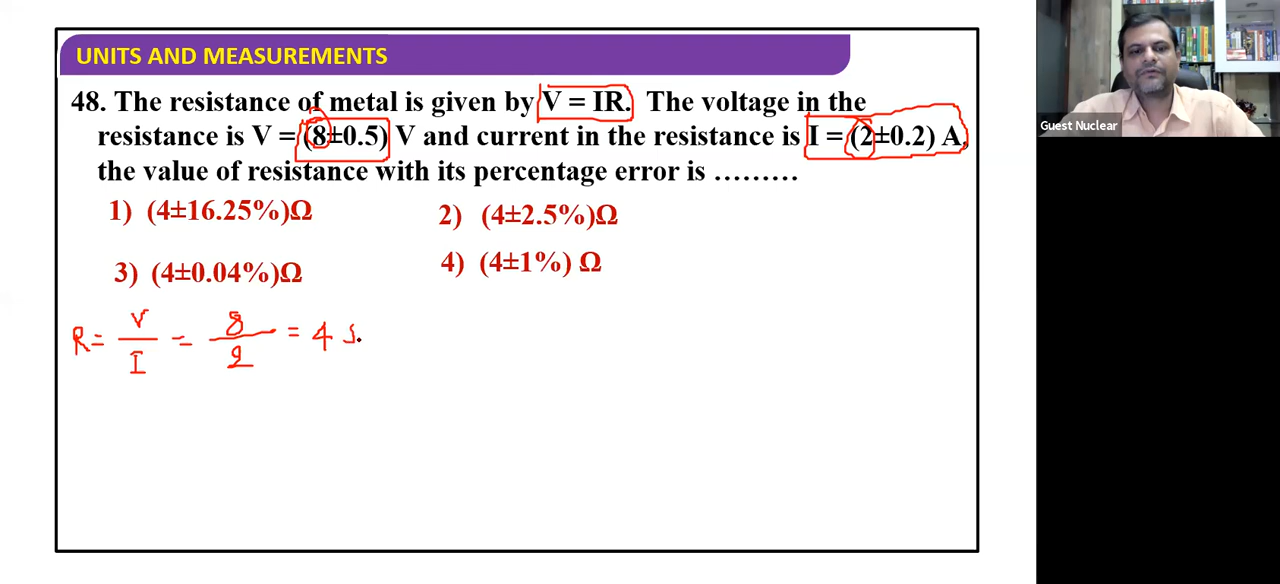 UNITS AND MEASUREMENTS
48. The resistance of metal is given by V = IR. The voltage in the
resistance is V = (8±0.5) V and current in the resistance is I = (2±0.2) A,
the value of resistance with its percentage error is ………
1) (4±16.25%)Ω
2) (4±2.5%)Ω
3) (4±0.04%)Ω
4) (4±1%) Ω
R = V/I = 8/2 = 4
Guest Nuclear